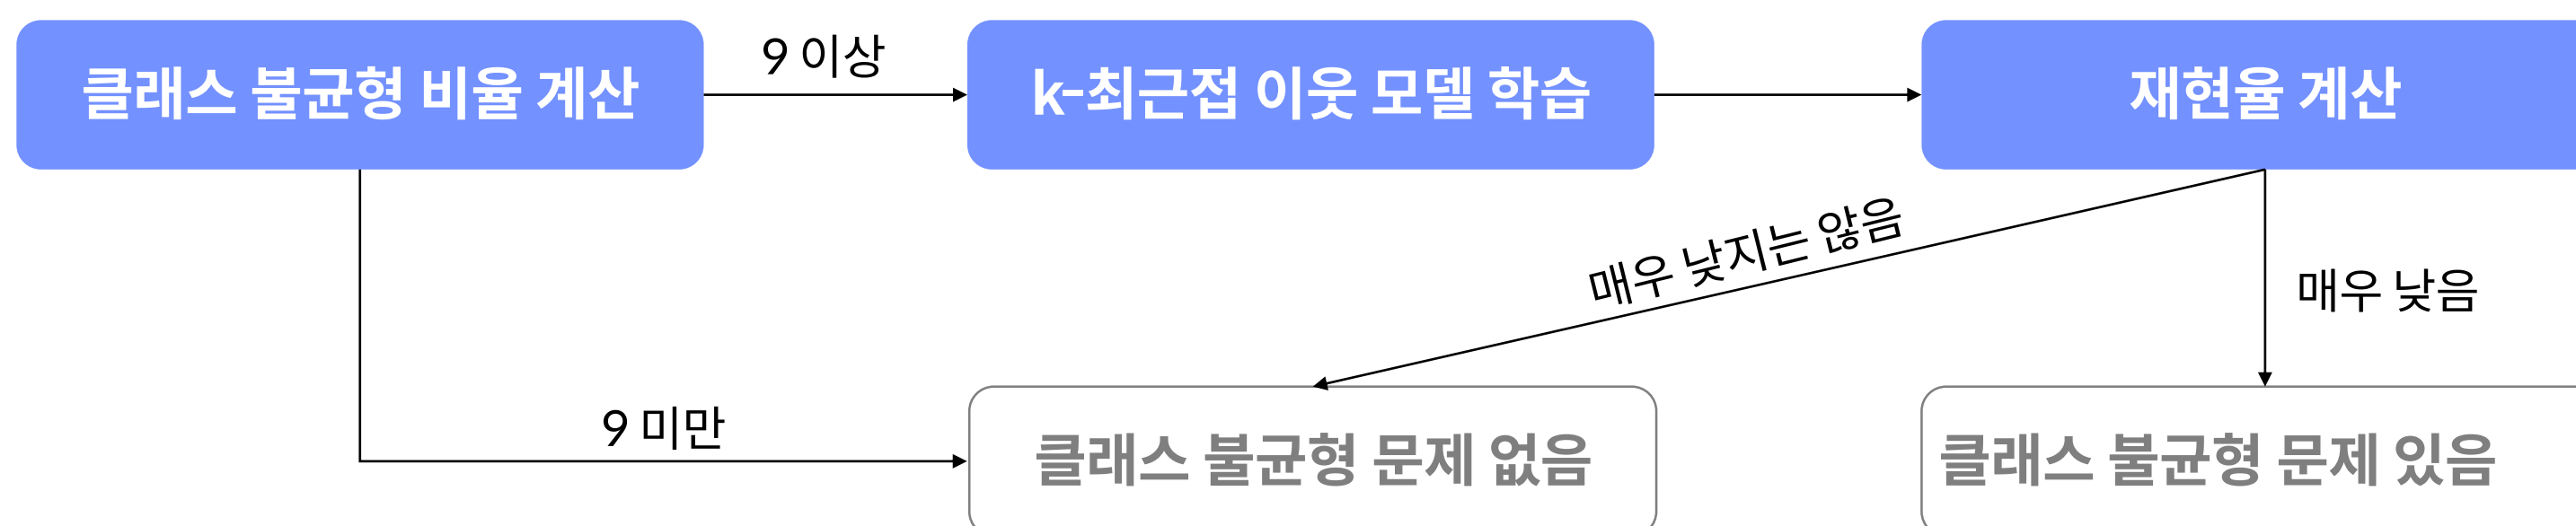 클래스 불균형 비율 계산
9 이상
k-최근접 이웃 모델 학습
재현율 계산
매우 낮지는 않음
매우 낮음
9 미만
클래스 불균형 문제 없음
클래스 불균형 문제 있음